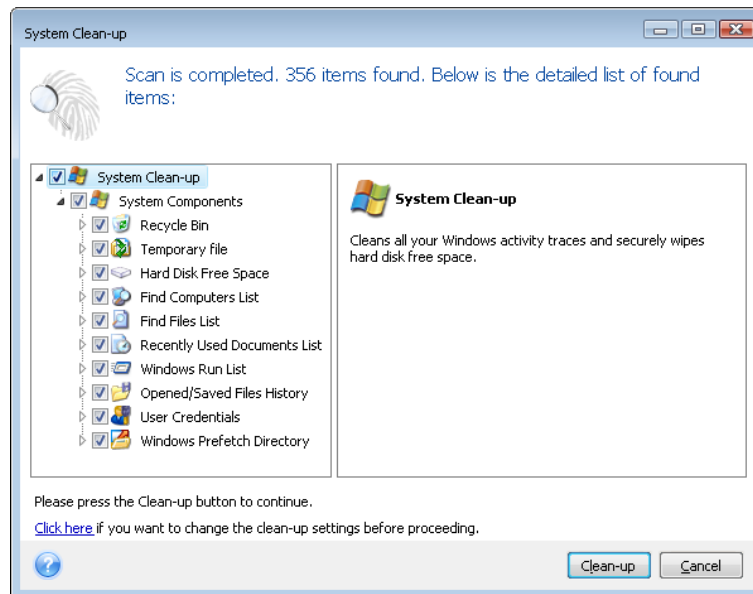 System Clean-up
Scan is completed. 356 items found. Below is the detailed list of found
items:
System Clean-up
System Components
Recycle Bin
Temporary file
Hard Disk Free Space
Find Computers List
Find Files List
Recently Used Documents List
Windows Run List
Opened/Saved Files History
User Credentials
Windows Prefetch Directory
System Clean-up
Cleans all your Windows activity traces and securely wipes
hard disk free space.
Please press the Clean-up button to continue.
Click here if you want to change the clean-up settings before proceeding.
Clean-up
Cancel